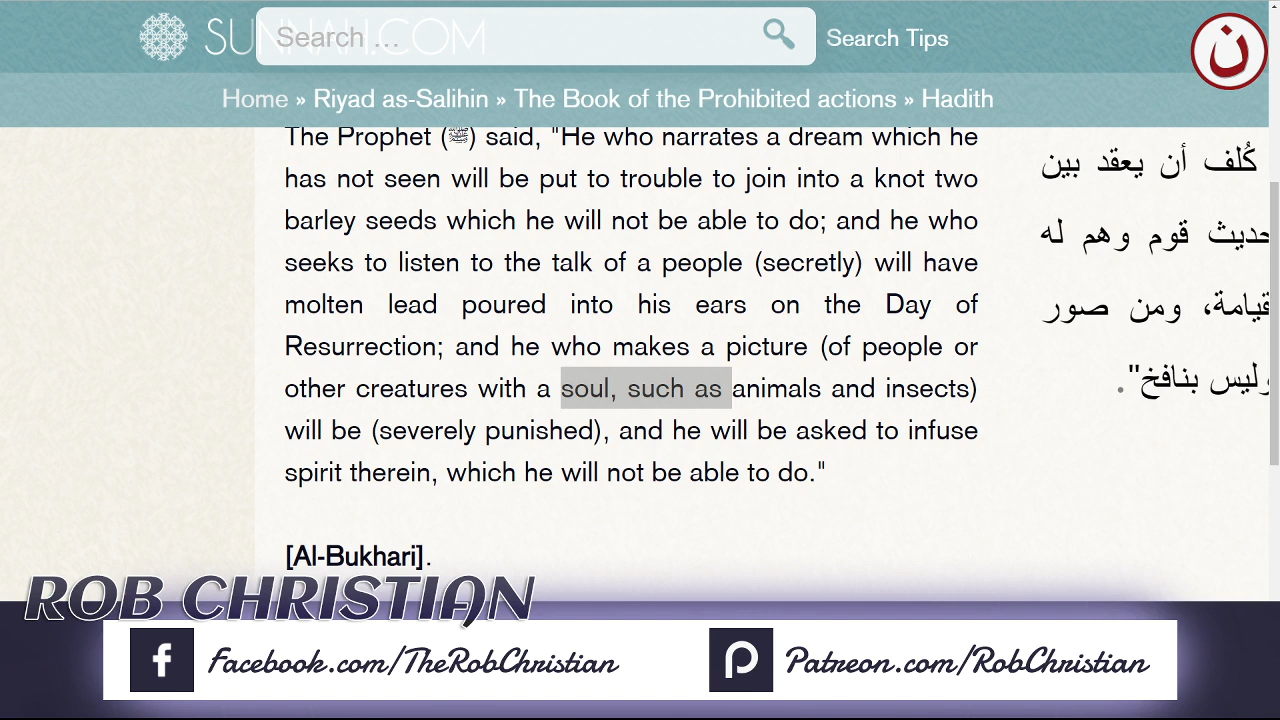 SUNNAH.COM
Search ...
Search Tips
ن
Home » Riyad as-Salihin » The Book of the Prohibited actions » Hadith
The Prophet (ﷺ) said, "He who narrates a dream which he
has not seen will be put to trouble to join into a knot two
barley seeds which he will not be able to do; and he who
seeks to listen to the talk of a people (secretly) will have
molten lead poured into his ears on the Day of
Resurrection; and he who makes a picture (of people or
other creatures with a soul, such as animals and insects)
will be (severely punished), and he will be asked to infuse
spirit therein, which he will not be able to do."
[Al-Bukhari].
كُلف أن يعقد بين
حديث قوم وهم له
قيامة، ومن صور
وليس بنافخ".
ROB CHRISTIAN
f Facebook.com/TheRobChristian
Patreon.com/RobChristian